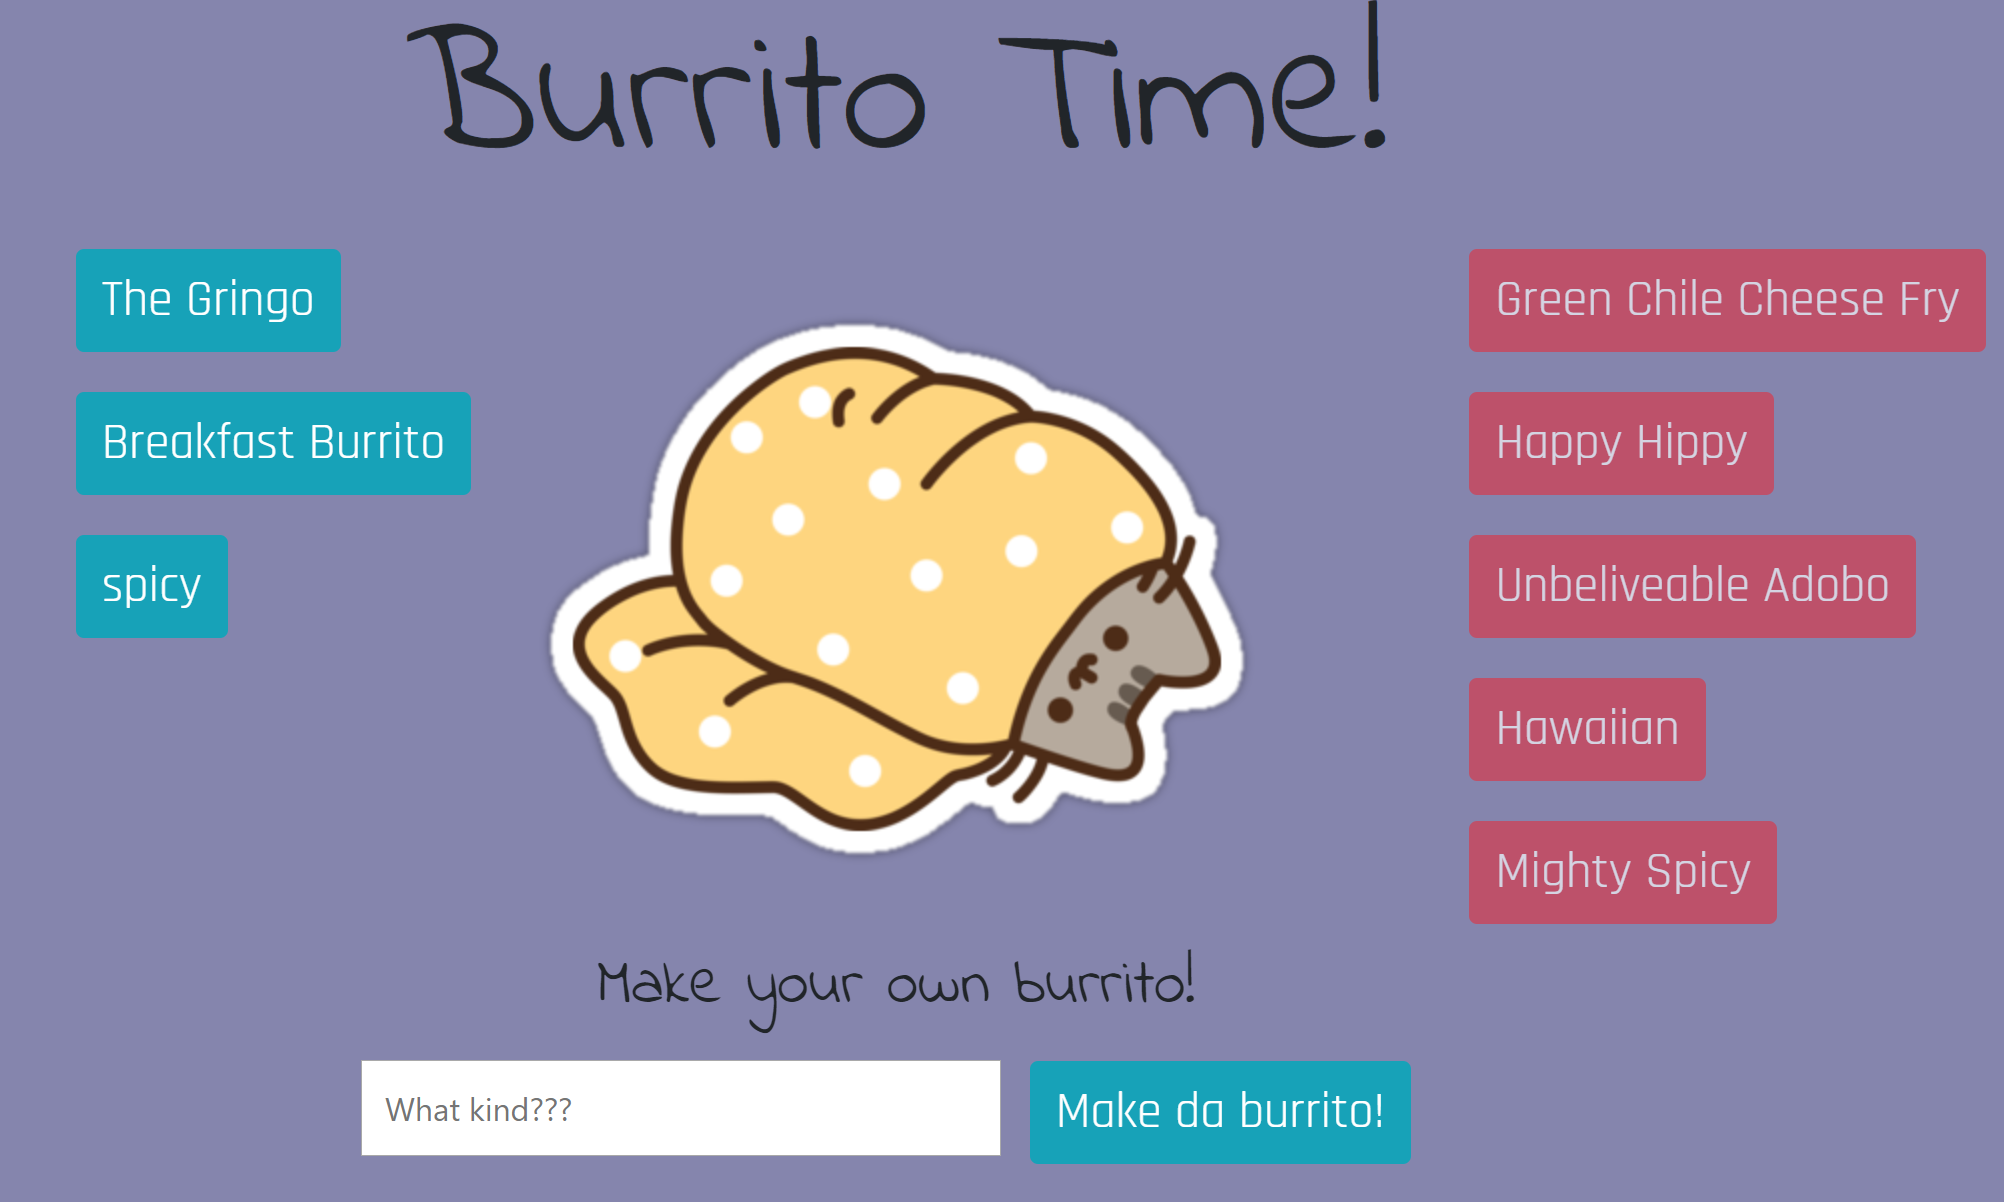 Burrito Time!
The Gringo
Breakfast Burrito
spicy
Green Chile Cheese Fry
Happy Hippy
Unbeliveable Adobo
Hawaiian
Mighty Spicy
Make your own burrito!
What kind???
Make da burrito!